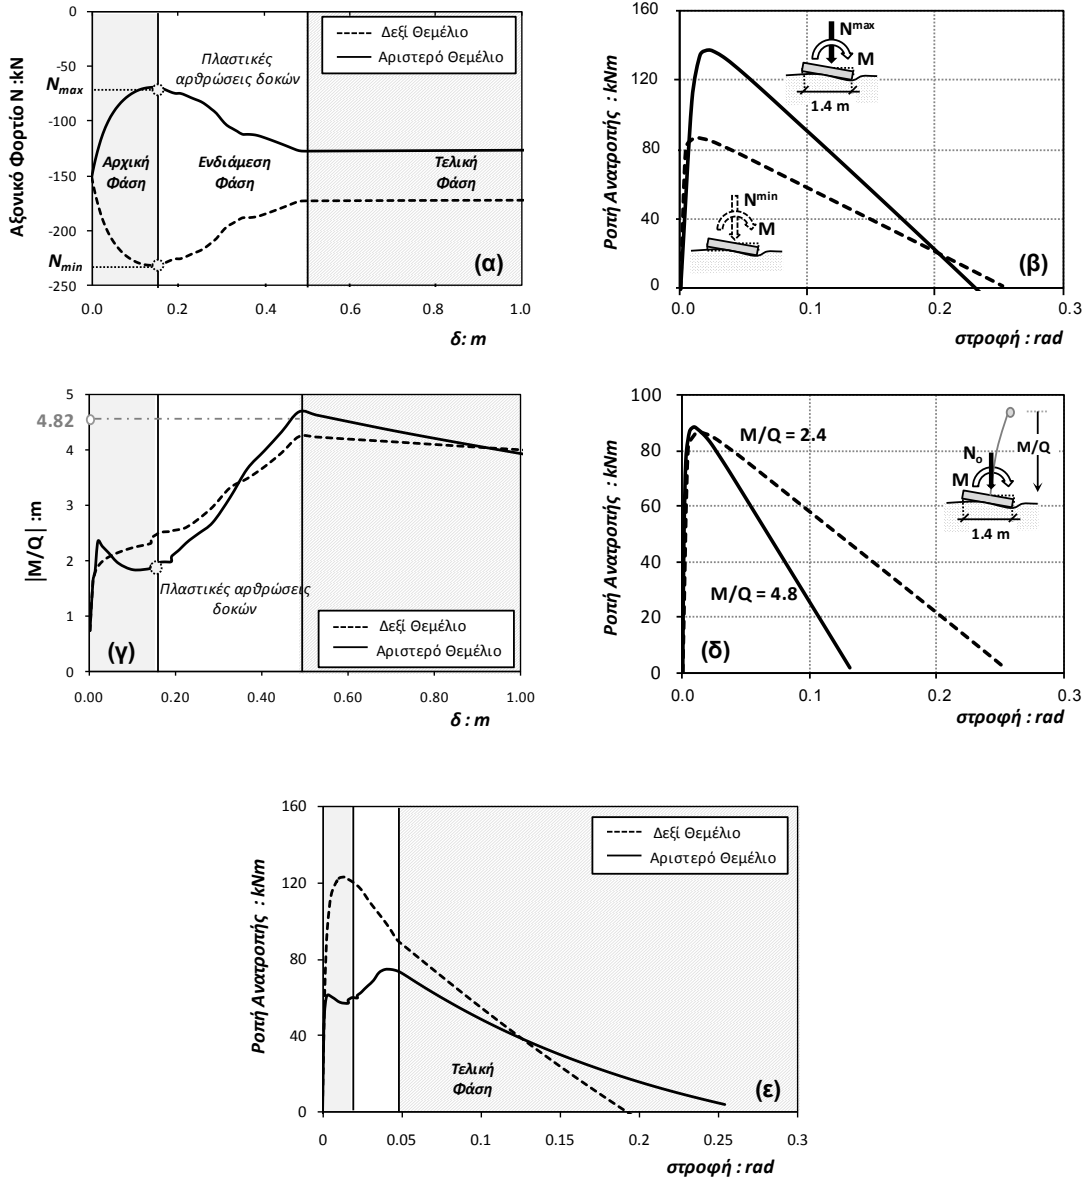 Αξονικό Φορτίο N :kN
0
-50
-100
-150
-200
-250
N_max
N_min
Δεξί Θεμέλιο
Αριστερό Θεμέλιο
Πλαστικές
αρθρώσεις δοκών
Αρχική
Φάση
Ενδιάμεση
Φάση
Τελική
Φάση
(α)
0.0 0.2 0.4 0.6 0.8 1.0
δ: m
Ροπή Ανατροπής : kNm
160
120
80
40
0
N^max
M
1.4 m
N^min
M
(β)
0.0 0.1 0.2 0.3
στροφή : rad
|M/Q| :m
5
4.82
4
3
2
1
0
Πλαστικές αρθρώσεις
δοκών
Δεξί Θεμέλιο
Αριστερό Θεμέλιο
(γ)
0.00 0.20 0.40 0.60 0.80 1.00
δ : m
Ροπή Ανατροπής : kNm
100
80
60
40
20
0
M/Q = 2.4
M/Q = 4.8
N_o
M
M/Q
1.4 m
(δ)
0.0 0.1 0.2 0.3
στροφή : rad
Ροπή Ανατροπής : kNm
160
120
80
40
0
Δεξί Θεμέλιο
Αριστερό Θεμέλιο
Τελική
Φάση
(ε)
0 0.05 0.1 0.15 0.2 0.25 0.3
στροφή : rad